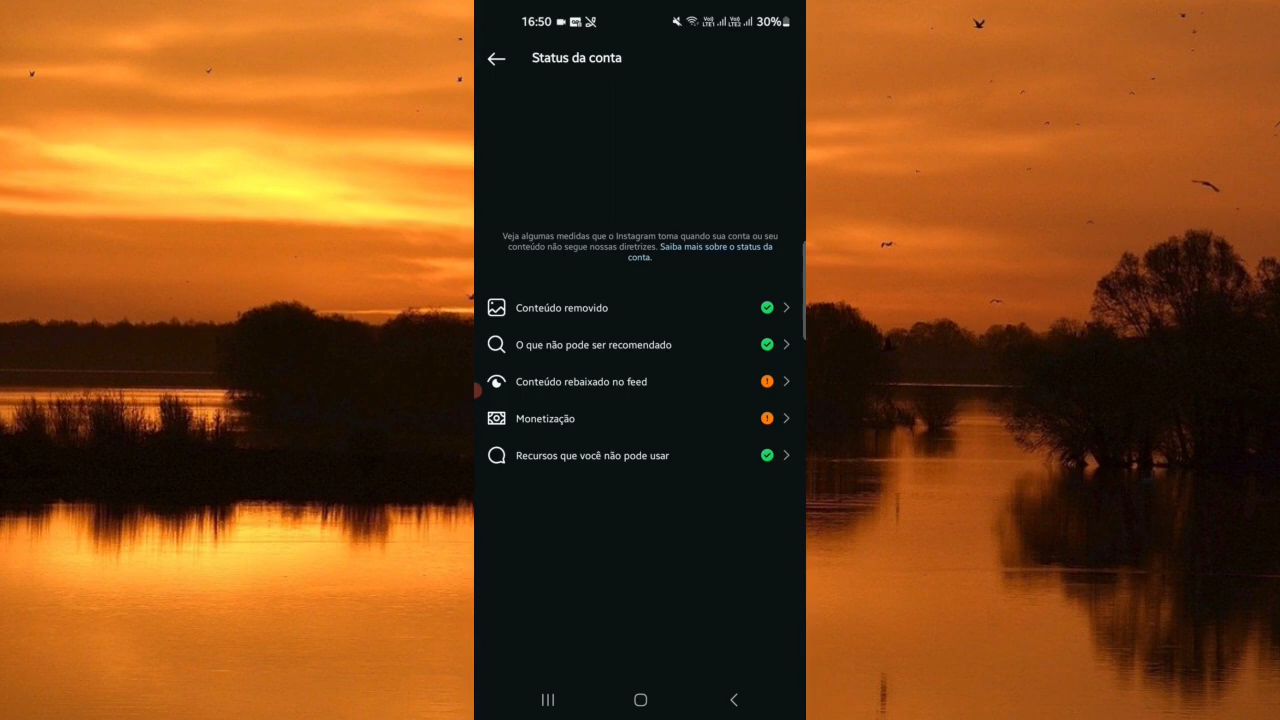 16:50
30%
Status da conta
Veja algumas medidas que o Instagram toma quando sua conta ou seu
conteúdo não segue nossas diretrizes. Saiba mais sobre o status da
conta.
Conteúdo removido
O que não pode ser recomendado
Conteúdo rebaixado no feed
Monetização
Recursos que você não pode usar